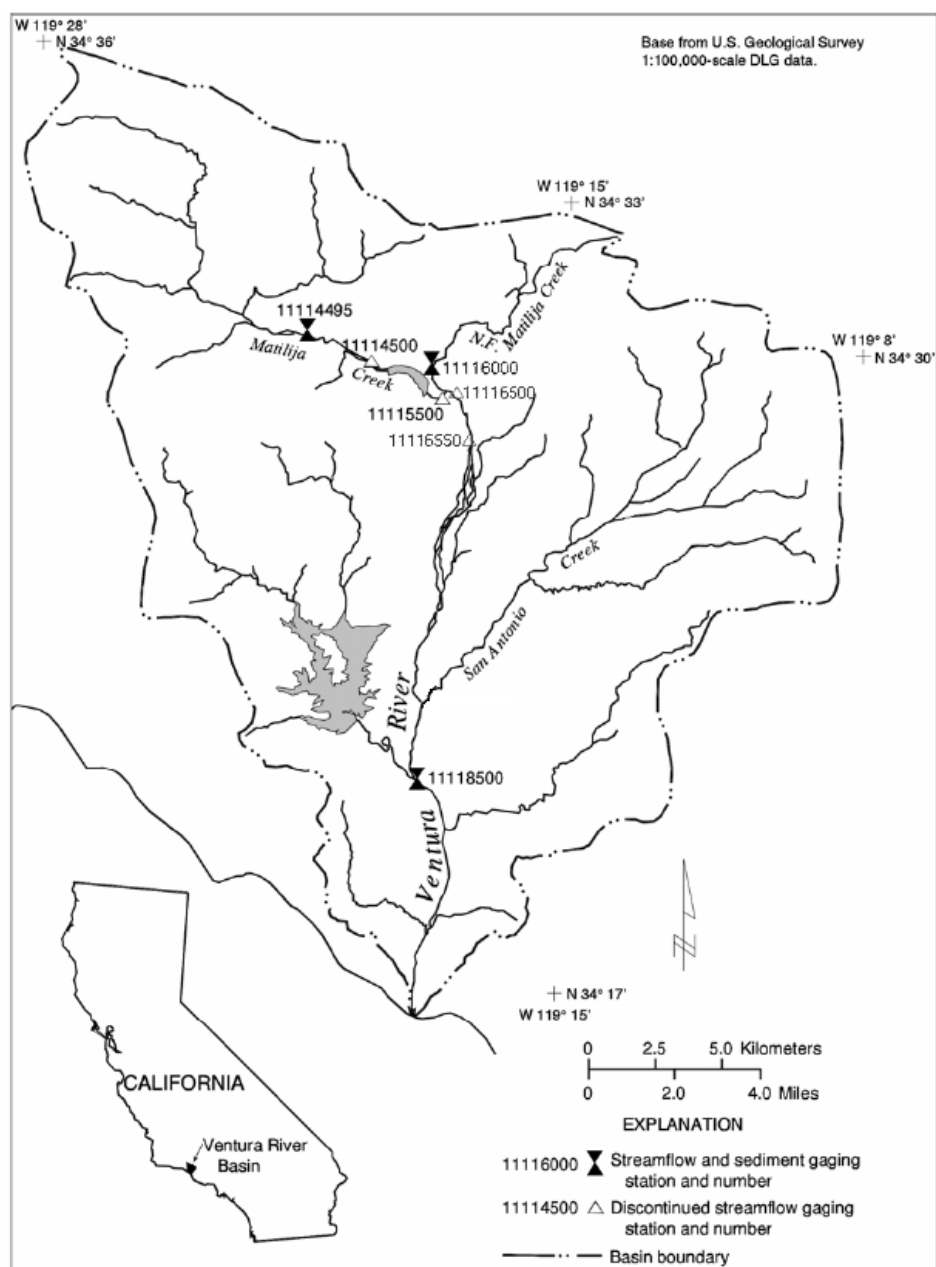 W 119° 28'
N 34° 36'
Base from U.S. Geological Survey
1:100,000-scale DLG data.
W 119° 15'
N 34° 33'
N.F. Matilija Creek
11114495
Matilija
11114500
Creek
11116000
W 119° 8'
N 34° 30'
11116500
11115500
11116550
Creek
San Antonio
River
11118500
Ventura
N
N 34° 17'
W 119° 15'
0 2.5 5.0 Kilometers
0 2.0 4.0 Miles
CALIFORNIA
Ventura River
Basin
EXPLANATION
11116000 Streamflow and sediment gaging
station and number
11114500 Discontinued streamflow gaging
station and number
Basin boundary